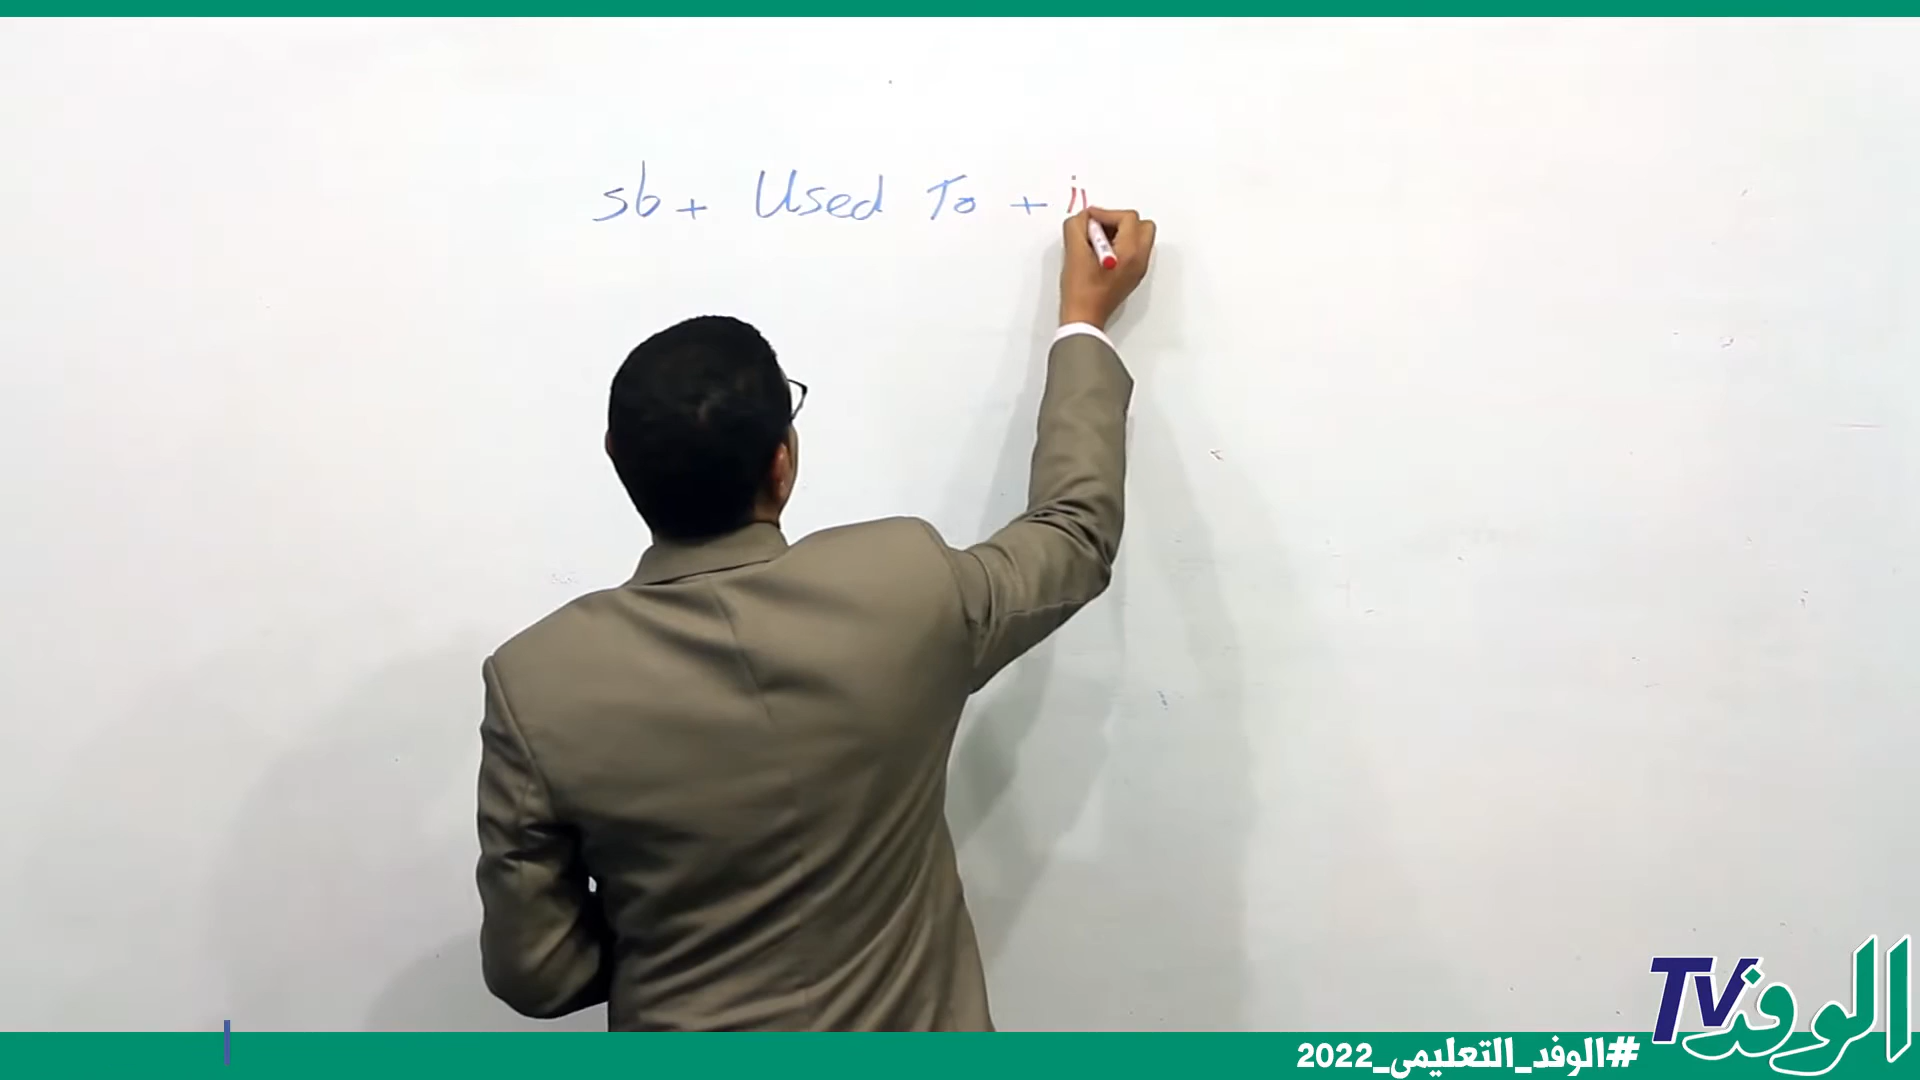 sb + Used To + i
الوفد TV
#الوفد_التعليمى_2022